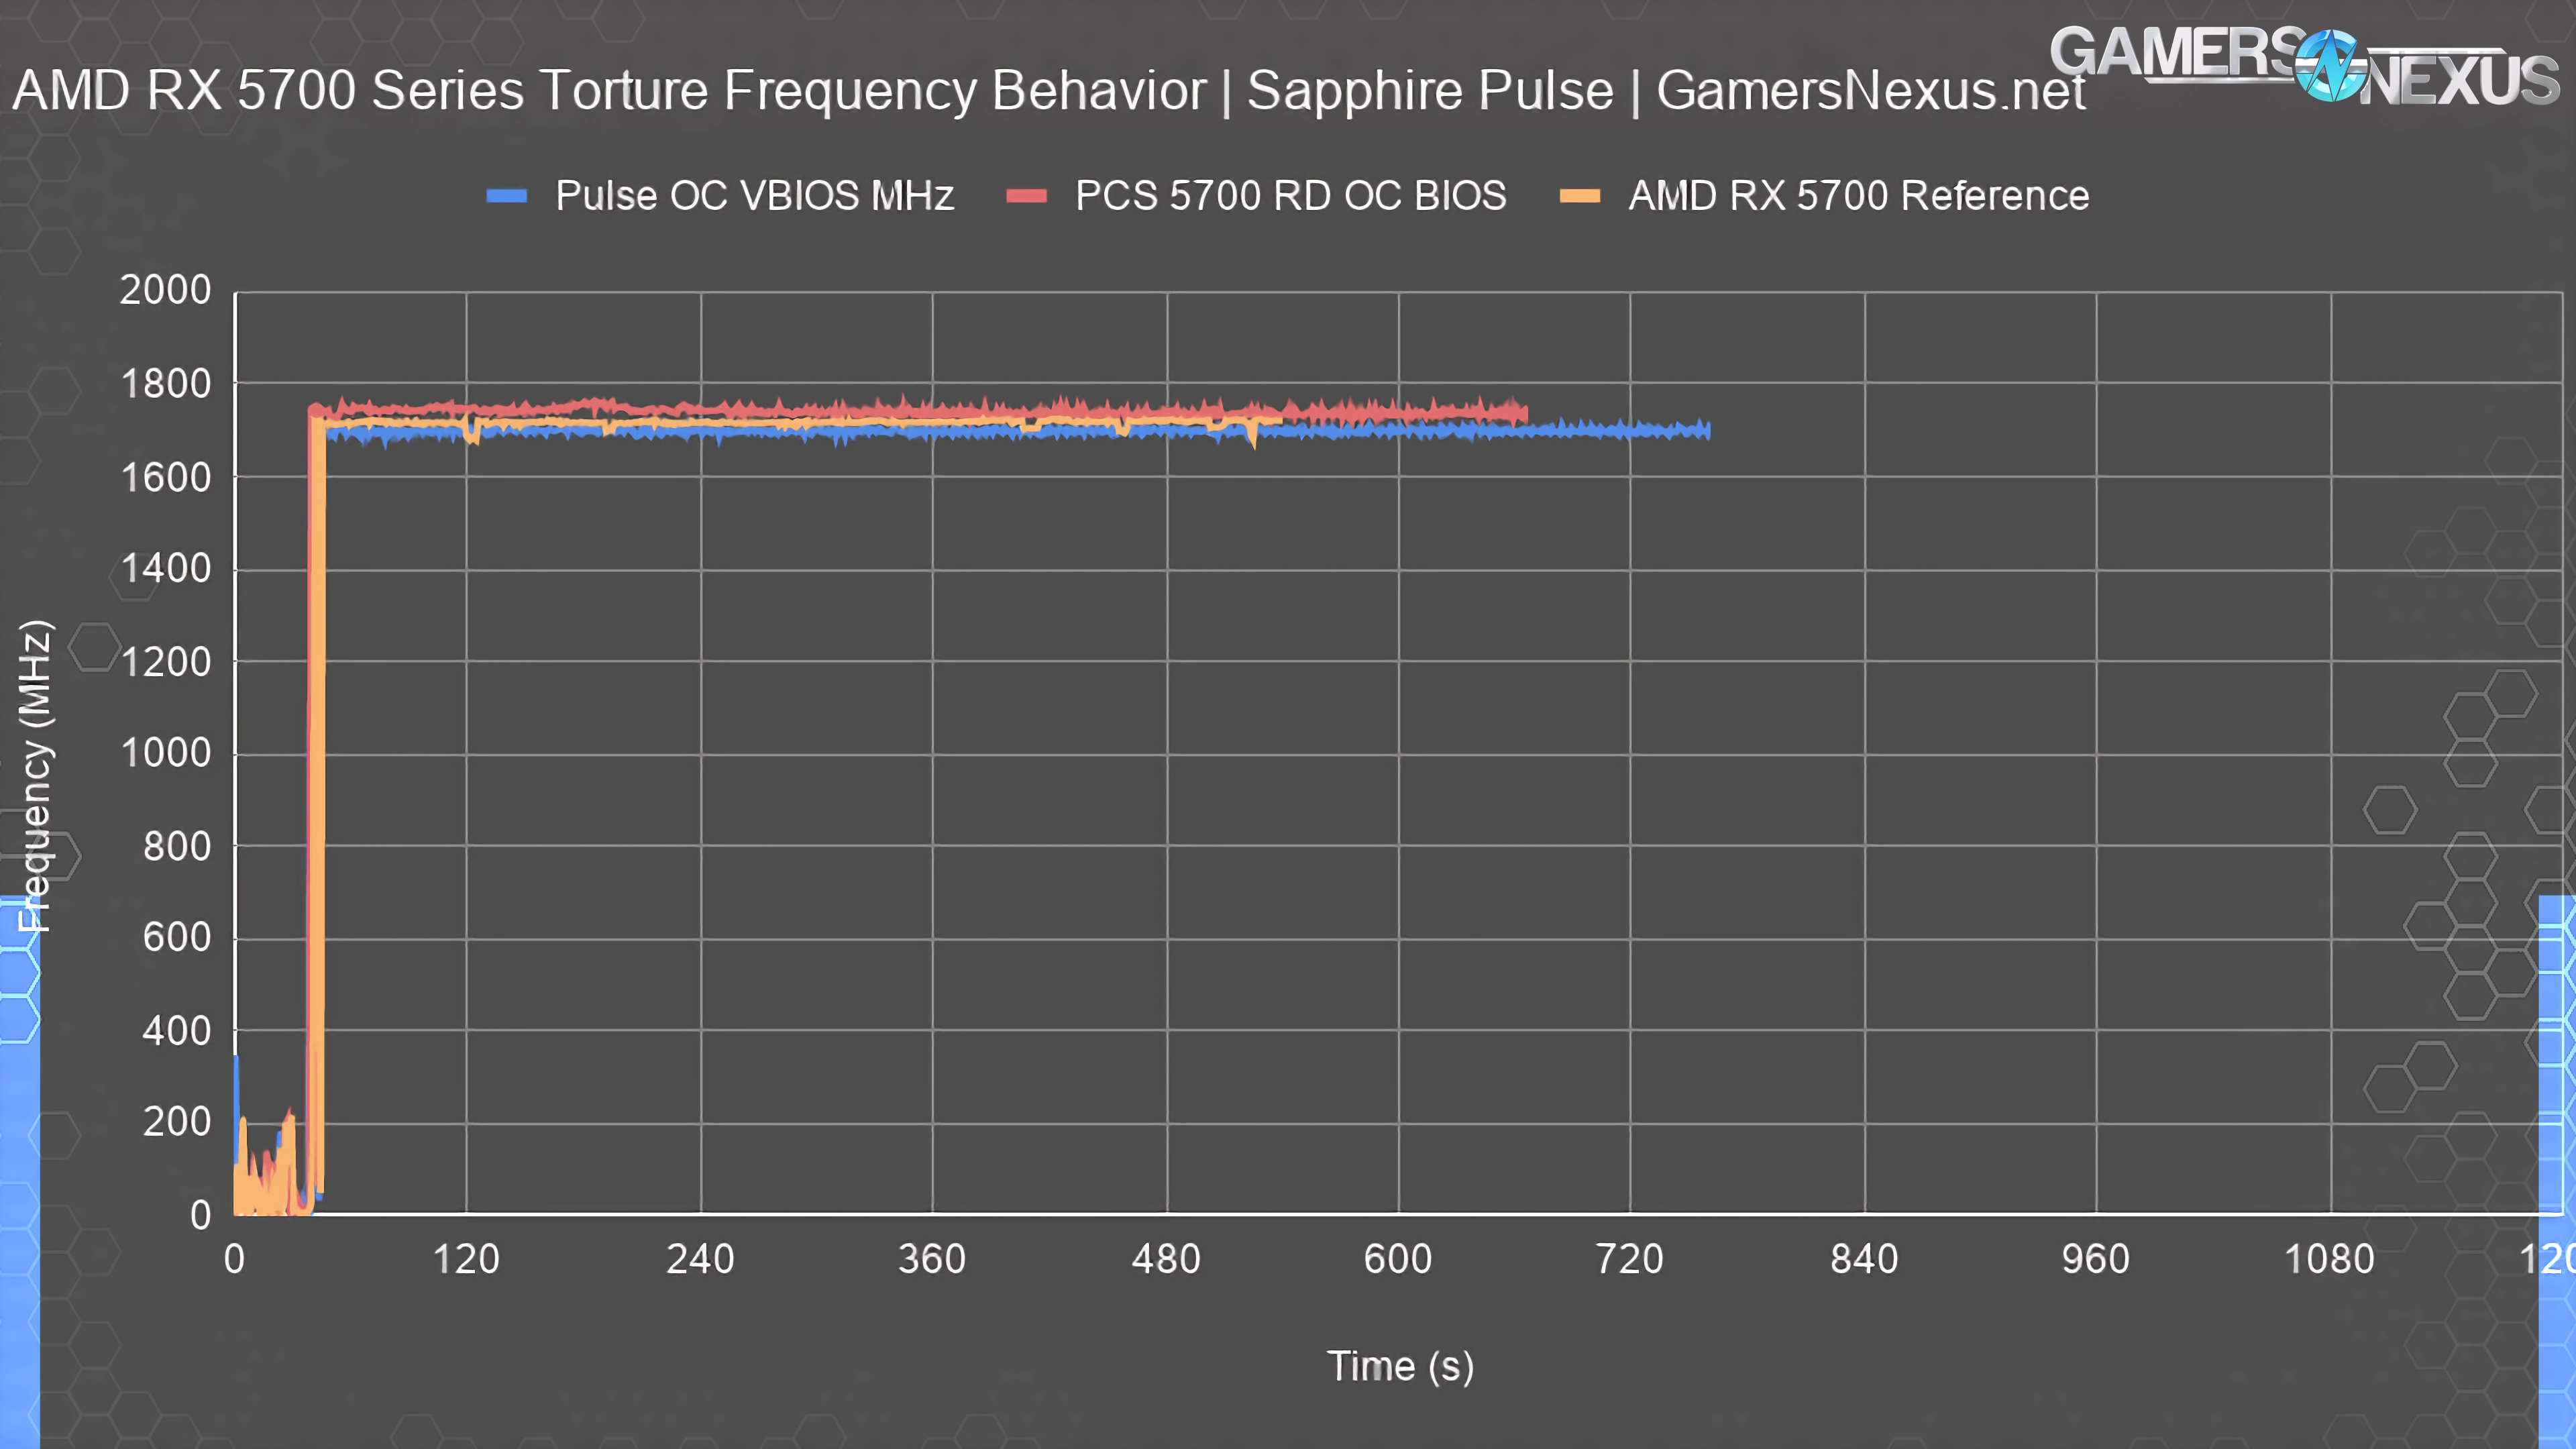 GAMERS NEXUS
AMD RX 5700 Series Torture Frequency Behavior | Sapphire Pulse | GamersNexus.net
Pulse OC VBIOS MHz
PCS 5700 RD OC BIOS
AMD RX 5700 Reference
Frequency (MHz)
2000
1800
1600
1400
1200
1000
800
600
400
200
0
0 120 240 360 480 600 720 840 960 1080 120
Time (s)